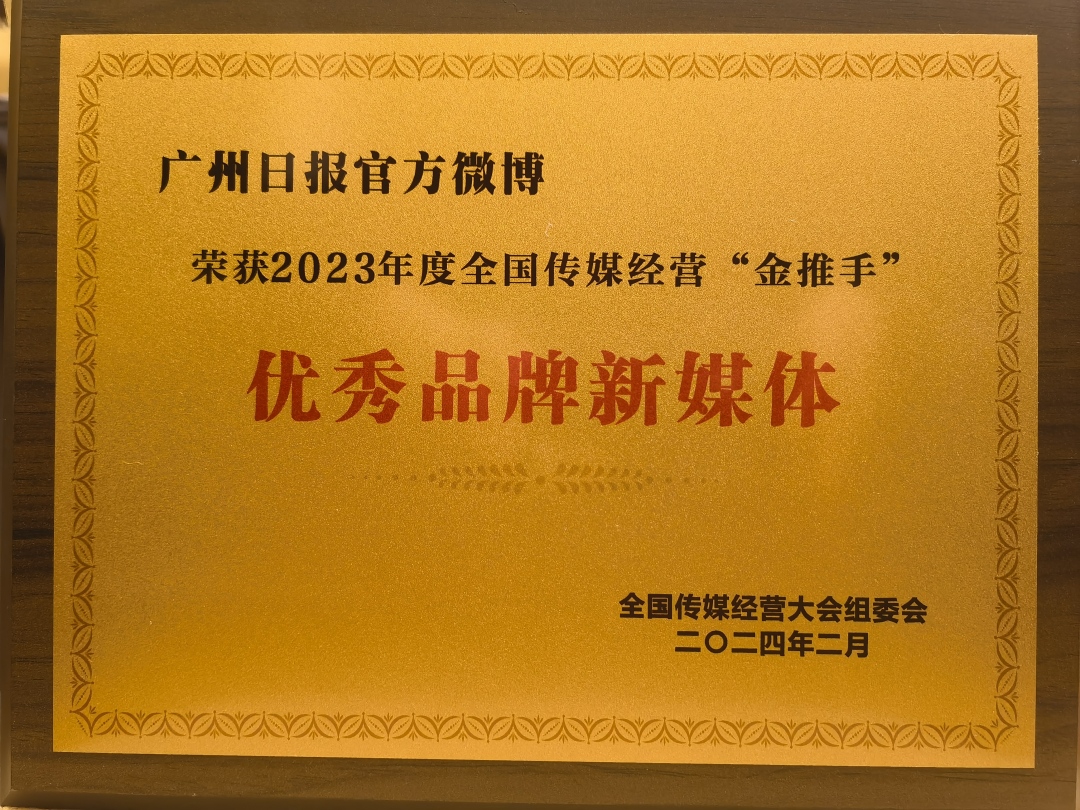 广州日报官方微博
荣获2023年度全国传媒经营“金推手”
优秀品牌新媒体
全国传媒经营大会组委会
二〇二四年二月